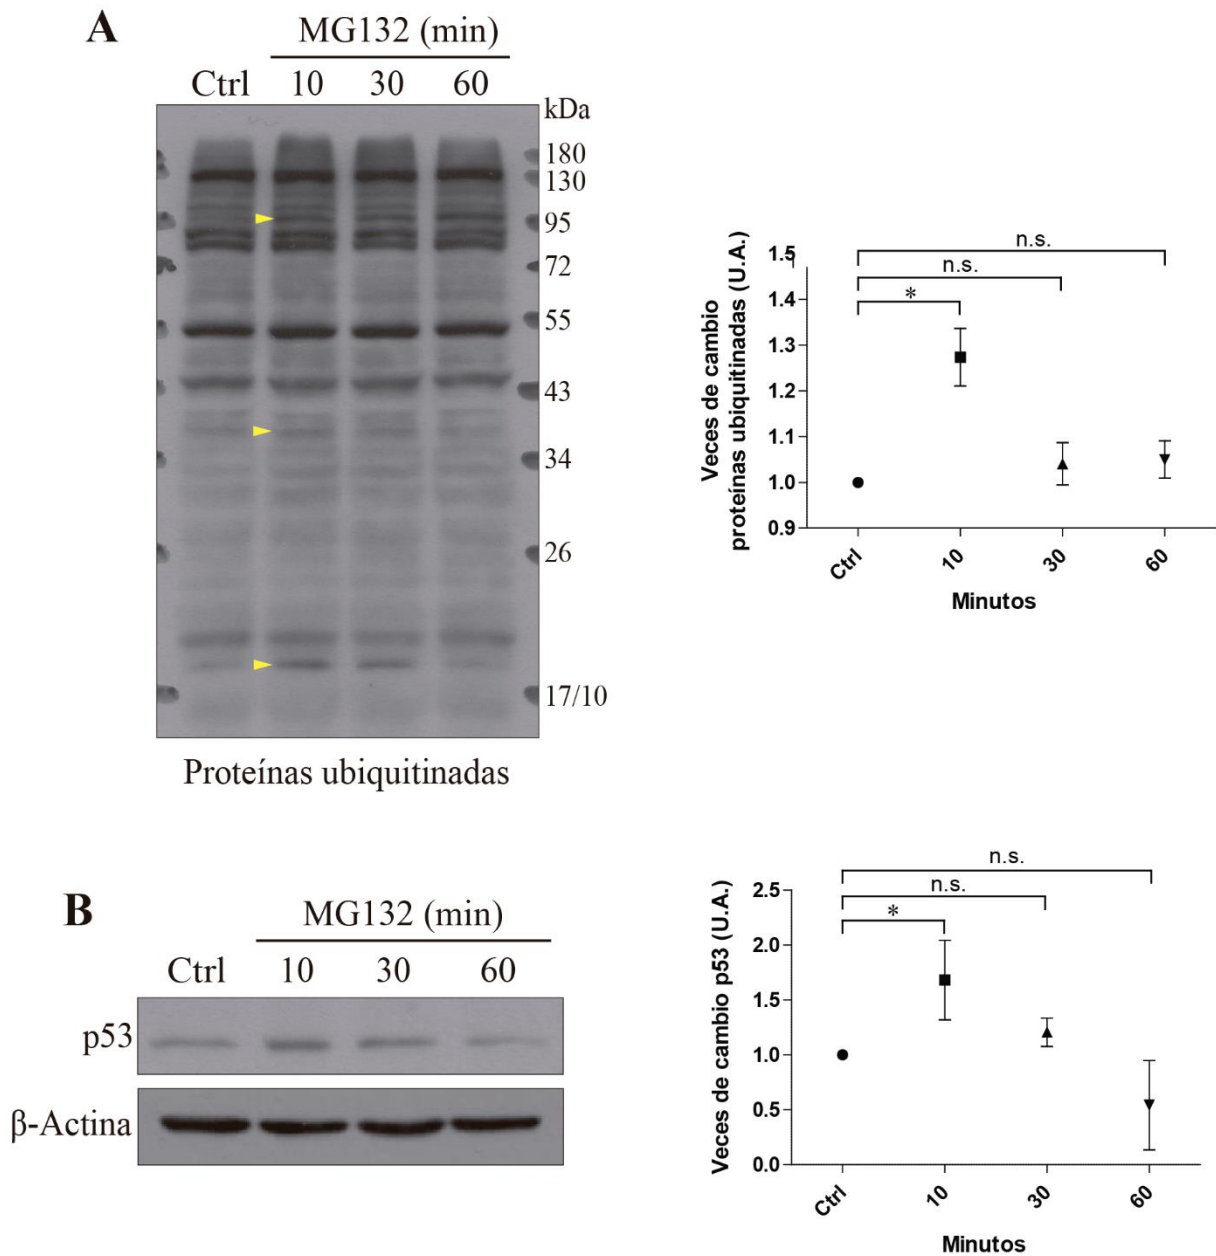 A
MG132 (min)
Ctrl 10 30 60
kDa
180
130
95
72
55
43
34
26
17/10
Proteínas ubiquitinadas
Veces de cambio
proteínas ubiquitinadas (U.A.)
n.s.
n.s.
*
1.5
1.4
1.3
1.2
1.1
1.0
0.9
Ctrl 10 30 60
Minutos
B
MG132 (min)
Ctrl 10 30 60
p53
β-Actina
Veces de cambio p53 (U.A.)
n.s.
n.s.
*
2.5
2.0
1.5
1.0
0.5
0.0
Ctrl 10 30 60
Minutos